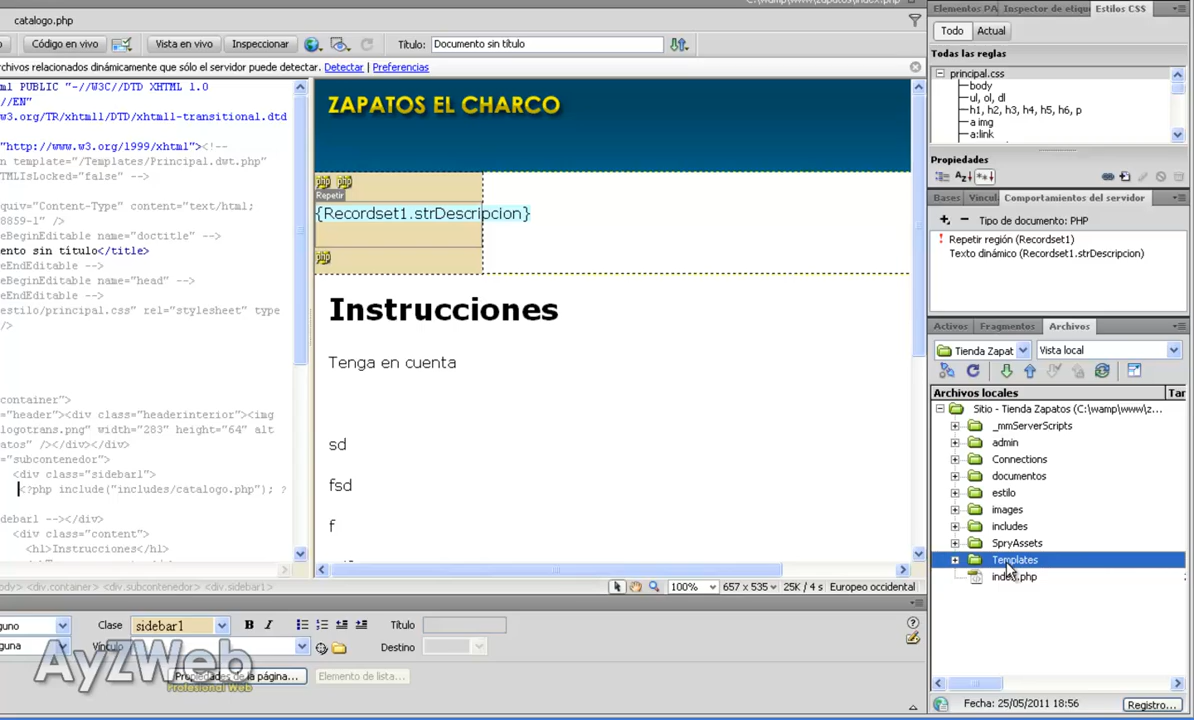 catalogo.php
Código en vivo
Vista en vivo
Inspeccionar
Título:
Documento sin título
rchivos relacionados dinámicamente que sólo el servidor puede detectar. Detectar | Preferencias
ml PUBLIC "-//W3C//DTD XHTML 1.0
//EN"
w3.org/TR/xhtml1/DTD/xhtml1-transitional.dtd
"http://www.w3.org/1999/xhtml"><!--
n template="/Templates/Principal.dwt.php"
TMLIsLocked="false" -->
quiv="Content-Type" content="text/html;
8859-1" />
eBeginEditable name="doctitle" -->
ento sin título</title>
eEndEditable -->
eBeginEditable name="head" -->
eEndEditable -->
estilo/principal.css" rel="stylesheet" type
/>
container">
="header"><div class="headerinterior"><img
logotrans.png" width="283" height="64" alt
atos" /></div></div>
="subcontenedor">
<div class="sidebar1">
<?php include("includes/catalogo.php"); ?
debar1 --></div>
<div class="content">
<h1>Instrucciones</h1>
ody> <div.container> <div.subcontenedor> <div.sidebar1>
ZAPATOS EL CHARCO
php php
Repetir
{Recordset1.strDescripcion}
php
Instrucciones
Tenga en cuenta
sd
fsd
f
100%
657 x 535
25K / 4 s
Europeo occidental
guno
Clase
sidebar1
B I
Título
guna
Vínculo
Destino
Propiedades de la página...
Elemento de lista...
AyZWeb
Profesional Web
Elementos PA
Inspector de etique
Estilos CSS
Todo
Actual
Todas las reglas
principal.css
body
ul, ol, dl
h1, h2, h3, h4, h5, h6, p
a img
a:link
Propiedades
Bases
Vincul
Comportamientos del servidor
Tipo de documento: PHP
! Repetir región (Recordset1)
Texto dinámico (Recordset1.strDescripcion)
Activos
Fragmentos
Archivos
Tienda Zapat
Vista local
Archivos locales
Tar
Sitio - Tienda Zapatos (C:\wamp\www\z...
_mmServerScripts
admin
Connections
documentos
estilo
images
includes
SpryAssets
Templates
index.php
Fecha: 25/05/2011 18:56
Registro...